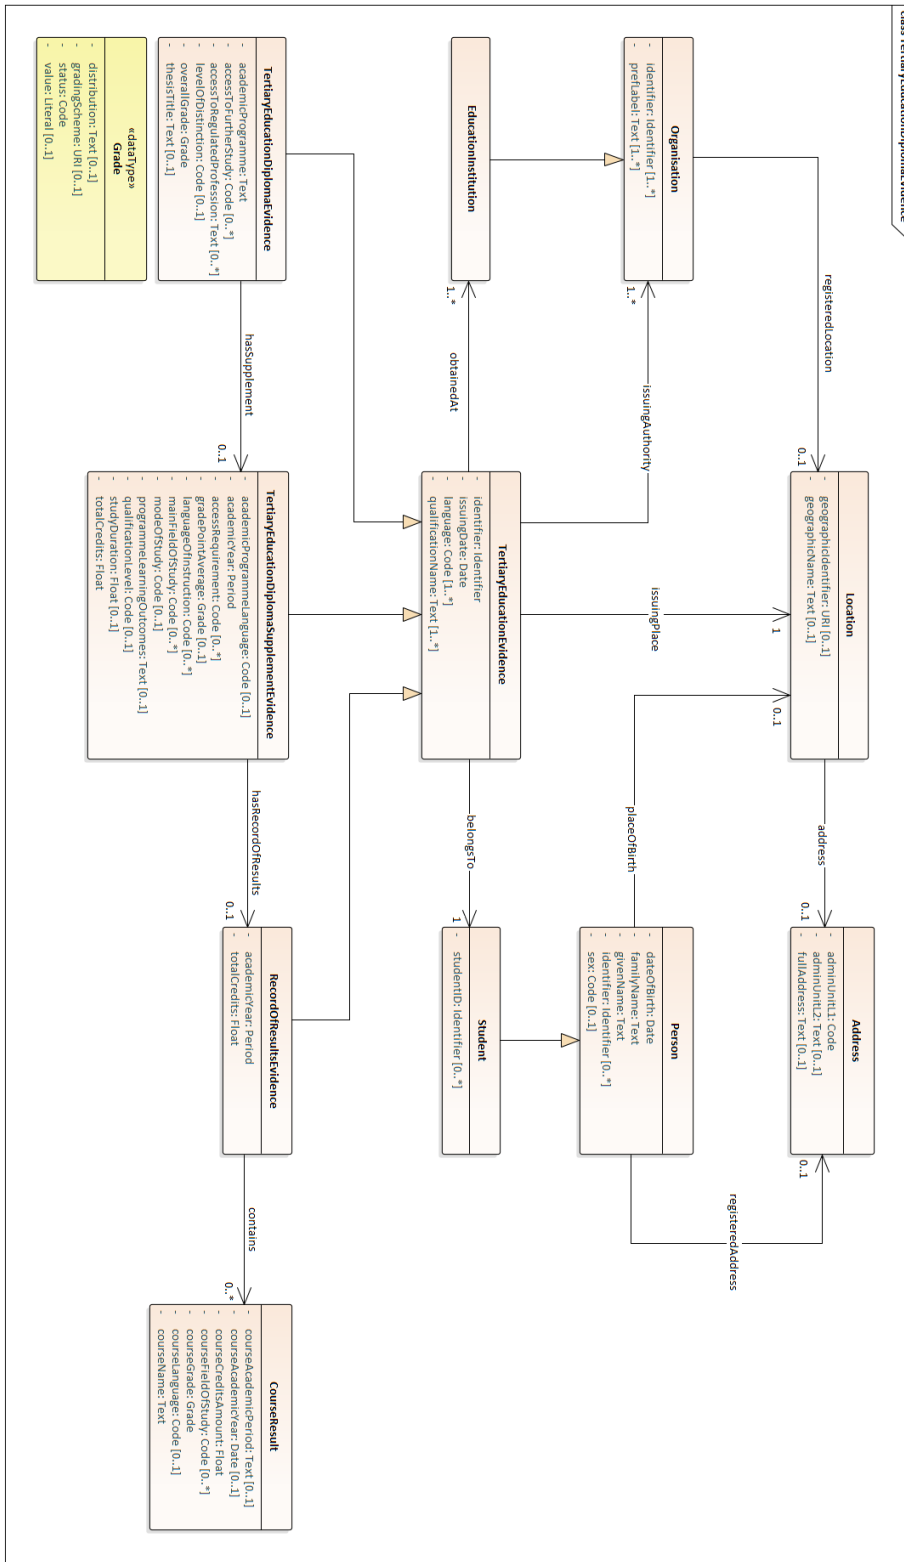 class TertiaryEducationDiplomaEvidence
Organisation
- identifier: Identifier [1..*]
- prefLabel: Text [1..*]
registeredLocation
0..1
Location
- geographicIdentifier: URI [0..1]
- geographicName: Text [0..1]
address
0..1
Address
- adminUnitL1: Code
- adminUnitL2: Text [0..1]
- fullAddress: Text [0..1]
0..1
registeredAddress
1..*
issuingAuthority
issuingPlace
1
placeOfBirth
0..1
Person
- dateOfBirth: Date
- familyName: Text
- givenName: Text
- identifier: Identifier [0..*]
- sex: Code [0..1]
EducationInstitution
1..*
obtainedAt
TertiaryEducationEvidence
- identifier: Identifier
- issuingDate: Date
- language: Code [1..*]
- qualificationName: Text [1..*]
belongsTo
1
Student
- studentID: Identifier [0..*]
TertiaryEducationDiplomaEvidence
- academicProgramme: Text
- accessToFurtherStudy: Code [0..*]
- accessToRegulatedProfession: Text [0..*]
- levelOfDistinction: Code [0..1]
- overallGrade: Grade
- thesisTitle: Text [0..1]
hasSupplement
0..1
TertiaryEducationDiplomaSupplementEvidence
- academicProgrammeLanguage: Code [0..1]
- academicYear: Period
- accessRequirement: Code [0..*]
- gradePointAverage: Grade [0..1]
- languageOfInstruction: Code [0..*]
- mainFieldOfStudy: Code [0..*]
- modeOfStudy: Code [0..1]
- programmeLearningOutcomes: Text [0..1]
- qualificationLevel: Code [0..1]
- studyDuration: Float [0..1]
- totalCredits: Float
hasRecordOfResults
0..1
RecordOfResultsEvidence
- academicYear: Period
- totalCredits: Float
contains
0..*
CourseResult
- courseAcademicPeriod: Text [0..1]
- courseAcademicYear: Date [0..1]
- courseCreditsAmount: Float
- courseFieldOfStudy: Code [0..*]
- courseGrade: Grade
- courseLanguage: Code [0..1]
- courseName: Text
«dataType»
Grade
- distribution: Text [0..1]
- gradingScheme: URI [0..1]
- status: Code
- value: Literal [0..1]